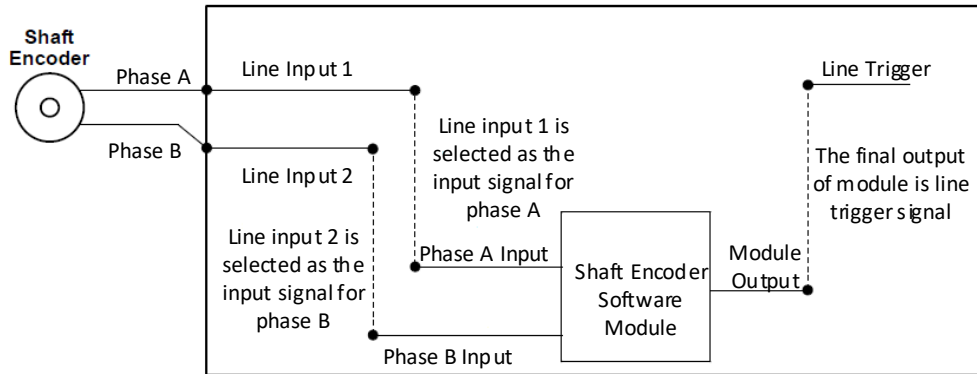 Shaft
Encoder
Phase A
Phase B
Line Input 1
Line Input 2
Line input 1 is
selected as the
input signal for
phase A
Line input 2 is
selected as the
input signal for
phase B
Phase A Input
Phase B Input
Shaft Encoder
Software
Module
Module
Output
Line Trigger
The final output
of module is line
trigger signal